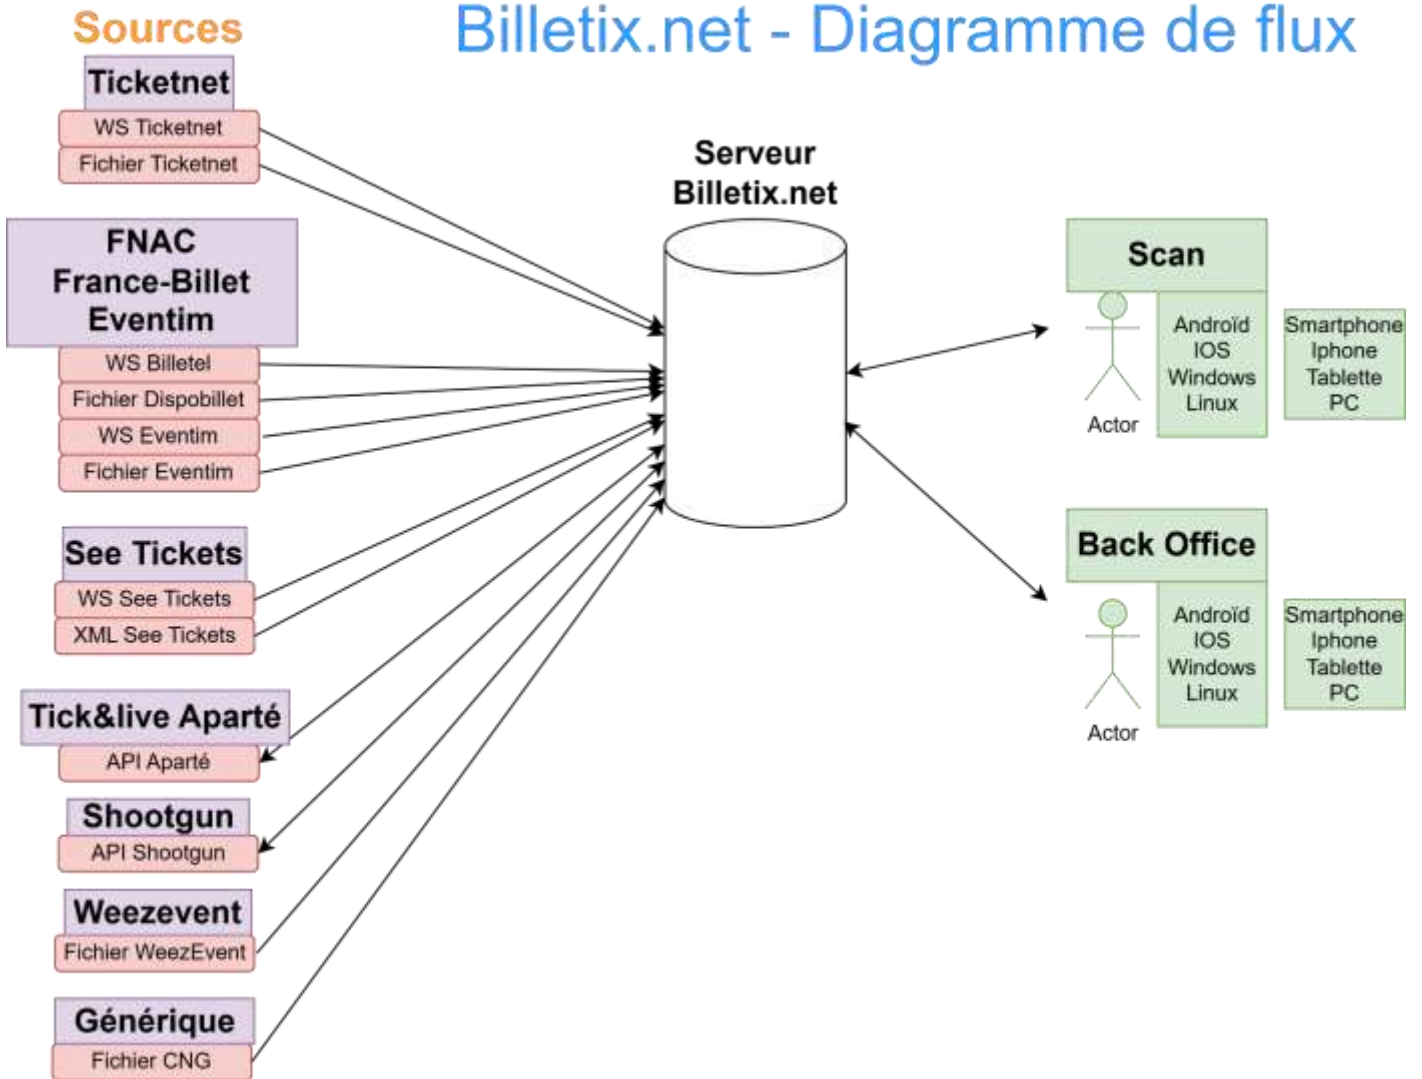 Sources
Billetix.net - Diagramme de flux
Ticketnet
WS Ticketnet
Fichier Ticketnet
FNAC
France-Billet
Eventim
WS Billetel
Fichier Dispobillet
WS Eventim
Fichier Eventim
See Tickets
WS See Tickets
XML See Tickets
Tick&live Aparté
API Aparté
Shootgun
API Shootgun
Weezevent
Fichier WeezEvent
Générique
Fichier CNG
Serveur
Billetix.net
Scan
Androïd
IOS
Windows
Linux
Smartphone
Iphone
Tablette
PC
Actor
Back Office
Androïd
IOS
Windows
Linux
Smartphone
Iphone
Tablette
PC
Actor